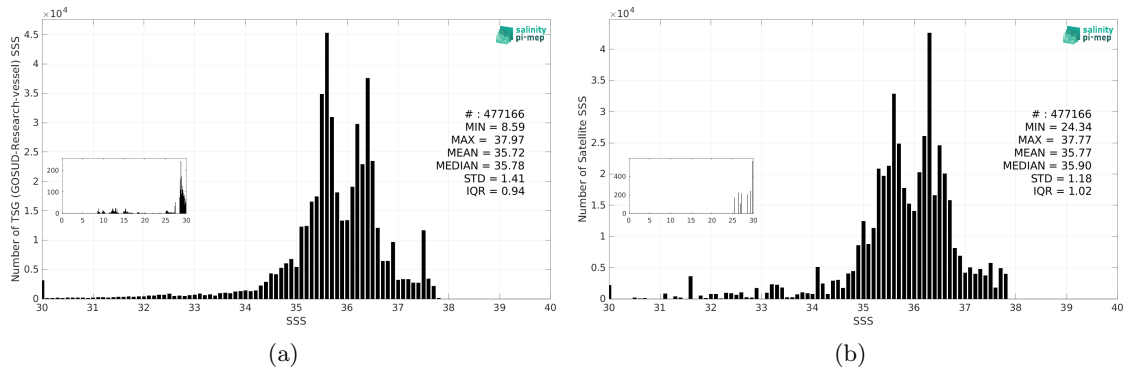 ×10⁴
salinity
pi-mep
Number of TSG (GOSUD-Research-vessel) SSS
4.5
4
3.5
3
2.5
2
1.5
1
0.5
0
# : 477166
MIN = 8.59
MAX = 37.97
MEAN = 35.72
MEDIAN = 35.78
STD = 1.41
IQR = 0.94
200
100
0
0 5 10 15 20 25 30
30 31 32 33 34 35 36 37 38 39 40
SSS
(a)
×10⁴
salinity
pi-mep
Number of Satellite SSS
4
3.5
3
2.5
2
1.5
1
0.5
0
# : 477166
MIN = 24.34
MAX = 37.77
MEAN = 35.77
MEDIAN = 35.90
STD = 1.18
IQR = 1.02
400
200
0
0 5 10 15 20 25 30
30 31 32 33 34 35 36 37 38 39 40
SSS
(b)